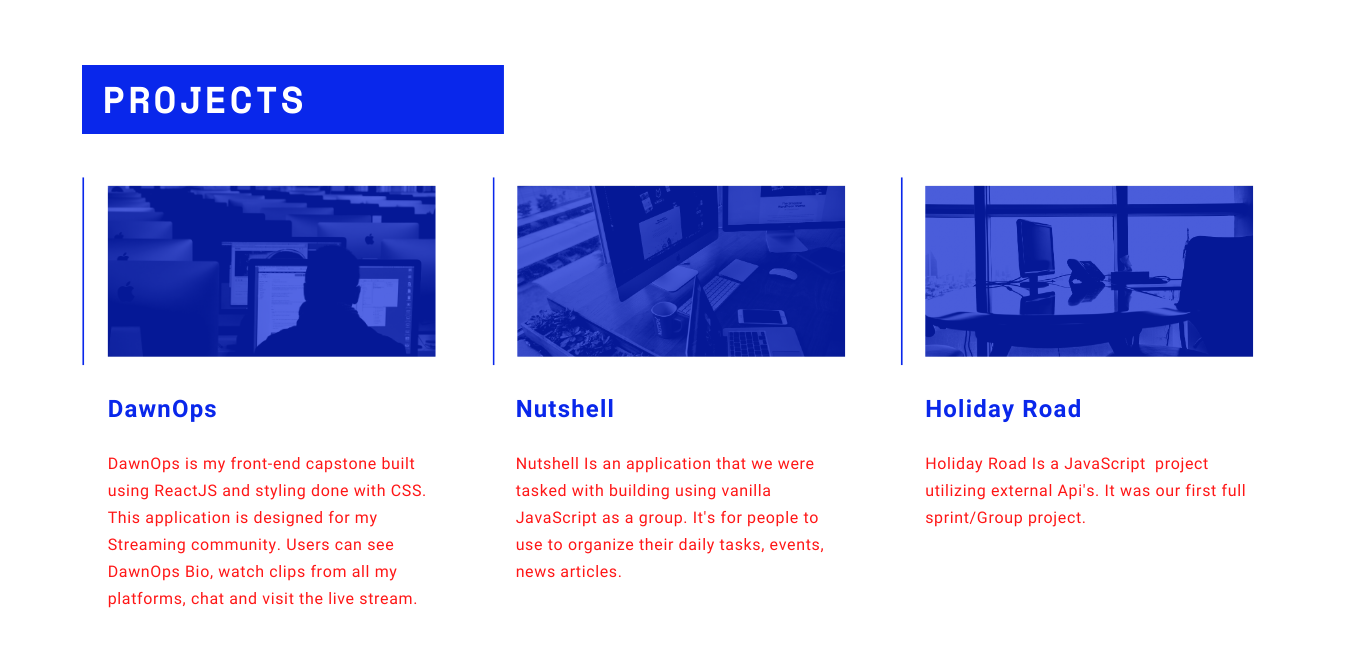 PROJECTS
DawnOps
DawnOps is my front-end capstone built
using ReactJS and styling done with CSS.
This application is designed for my
Streaming community. Users can see
DawnOps Bio, watch clips from all my
platforms, chat and visit the live stream.
Nutshell
Nutshell Is an application that we were
tasked with building using vanilla
JavaScript as a group. It's for people to
use to organize their daily tasks, events,
news articles.
Holiday Road
Holiday Road Is a JavaScript  project
utilizing external Api's. It was our first full
sprint/Group project.